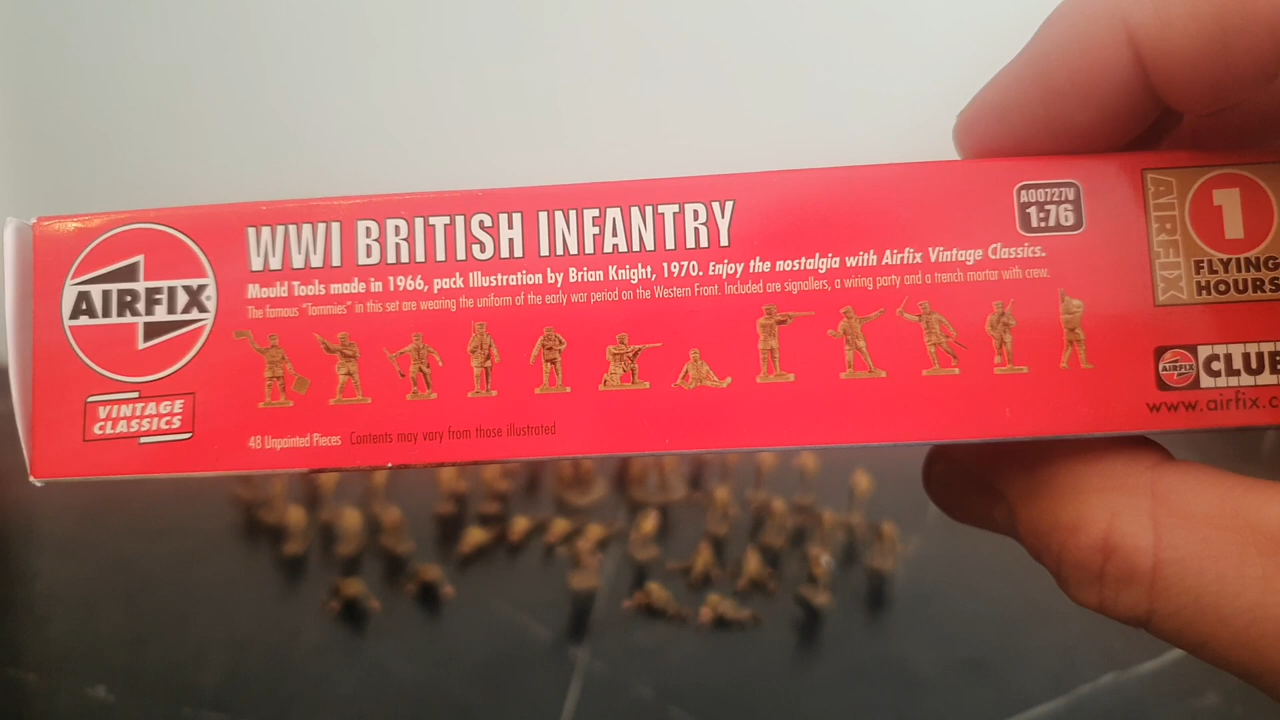 WWI BRITISH INFANTRY
A00727V
1:76
Mould Tools made in 1966, pack Illustration by Brian Knight, 1970. Enjoy the nostalgia with Airfix Vintage Classics.
The famous "Tommies" in this set are wearing the uniform of the early war period on the Western Front. Included are signallers, a wiring party and a trench mortar with crew.
AIRFIX
VINTAGE
CLASSICS
48 Unpainted Pieces Contents may vary from those illustrated
AIRFIX
1
FLYING
HOURS
AIRFIX
CLUB
www.airfix.c